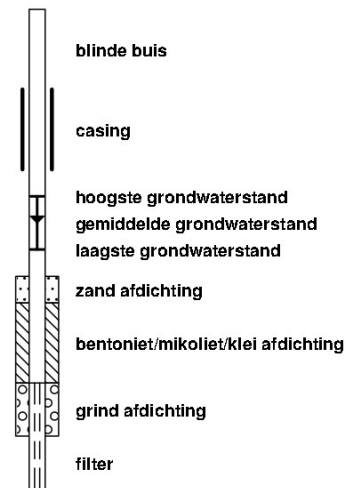 blinde buis
casing
hoogste grondwaterstand
gemiddelde grondwaterstand
laagste grondwaterstand
zand afdichting
bentoniet/mikoliet/klei afdichting
grind afdichting
filter